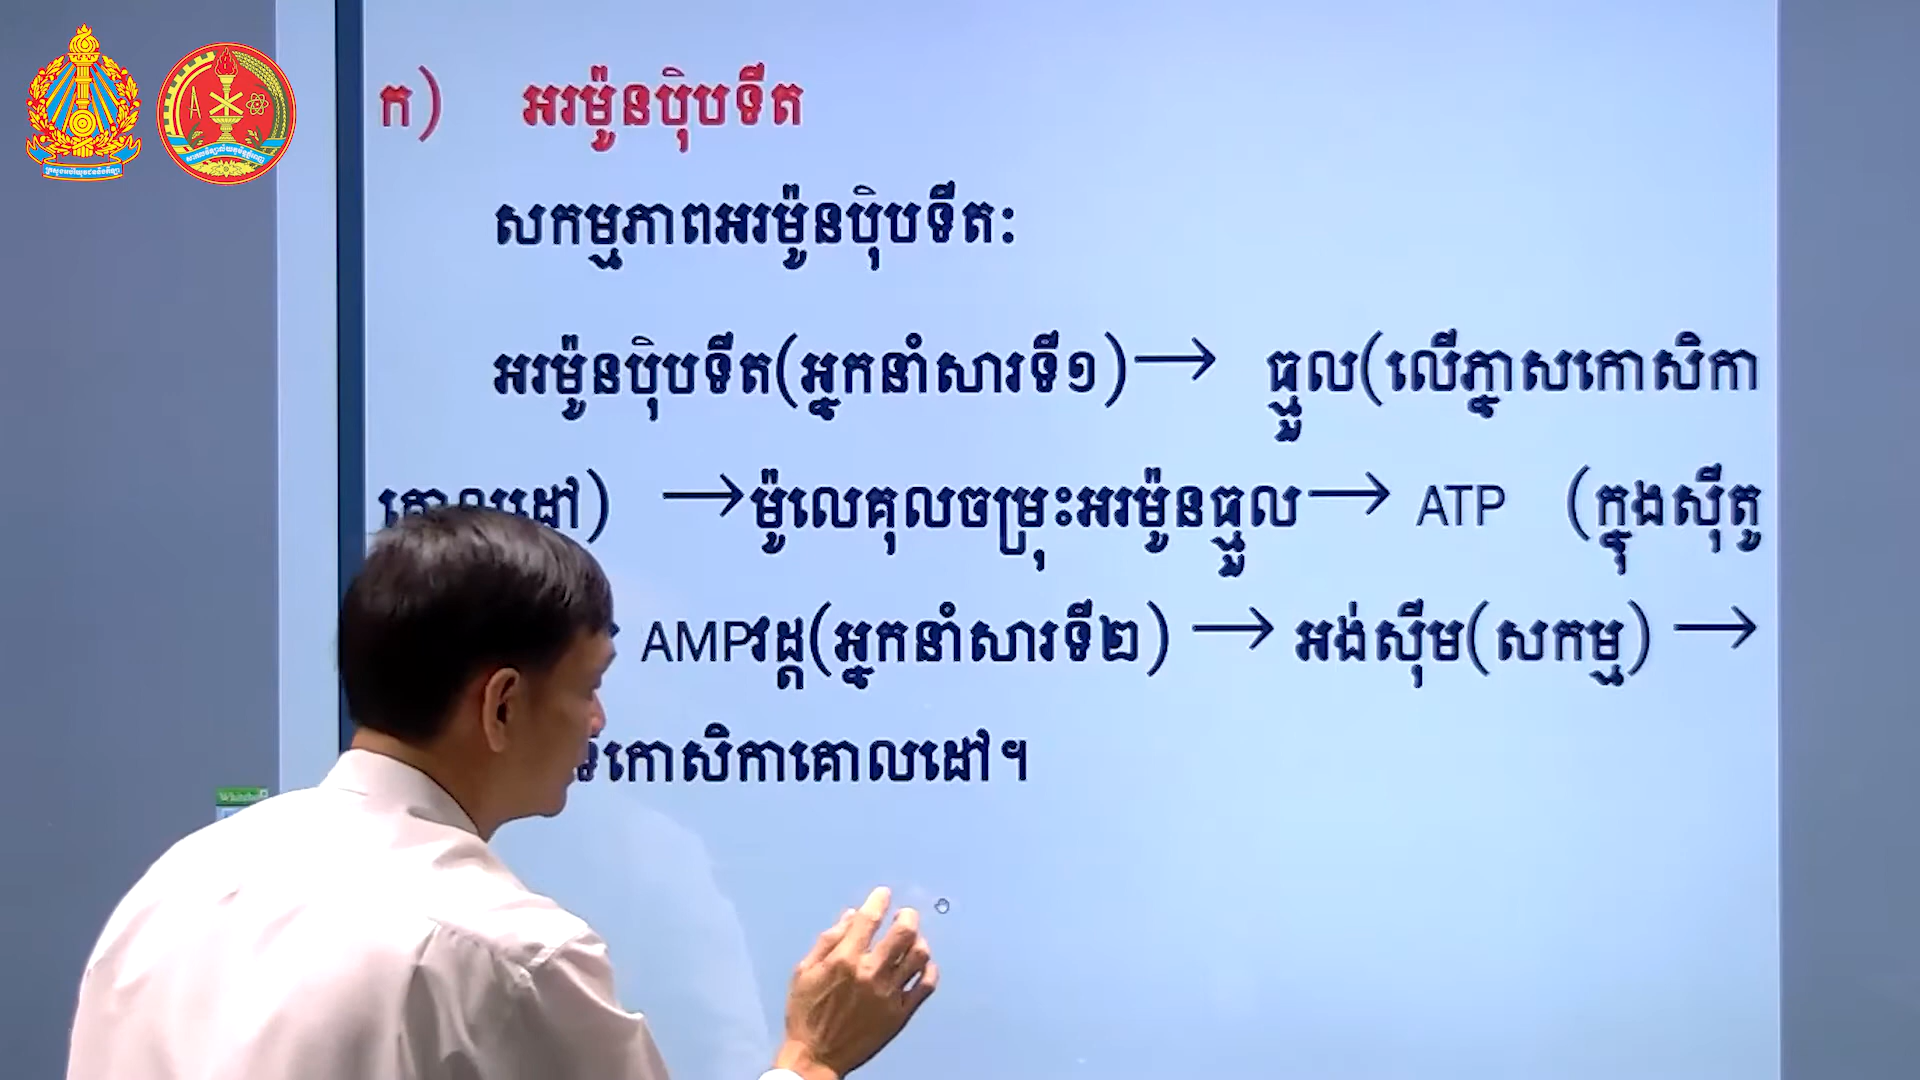 ក) អរម៉ូនប៉ិបទីត
សកម្មភាពអរម៉ូនប៉ិបទីត:
អរម៉ូនប៉ិបទីត(អ្នកនាំសារទី១)→ ធ្មួល(លើភ្នាសកោសិកា
គោលដៅ) →ម៉ូលេគុលចម្រុះអរម៉ូនធ្មួល→ ATP (ក្នុងស៊ីតូ
AMPវដ្ត(អ្នកនាំសារទី២) → អង់ស៊ីម(សកម្ម) →
កោសិកាគោលដៅ។